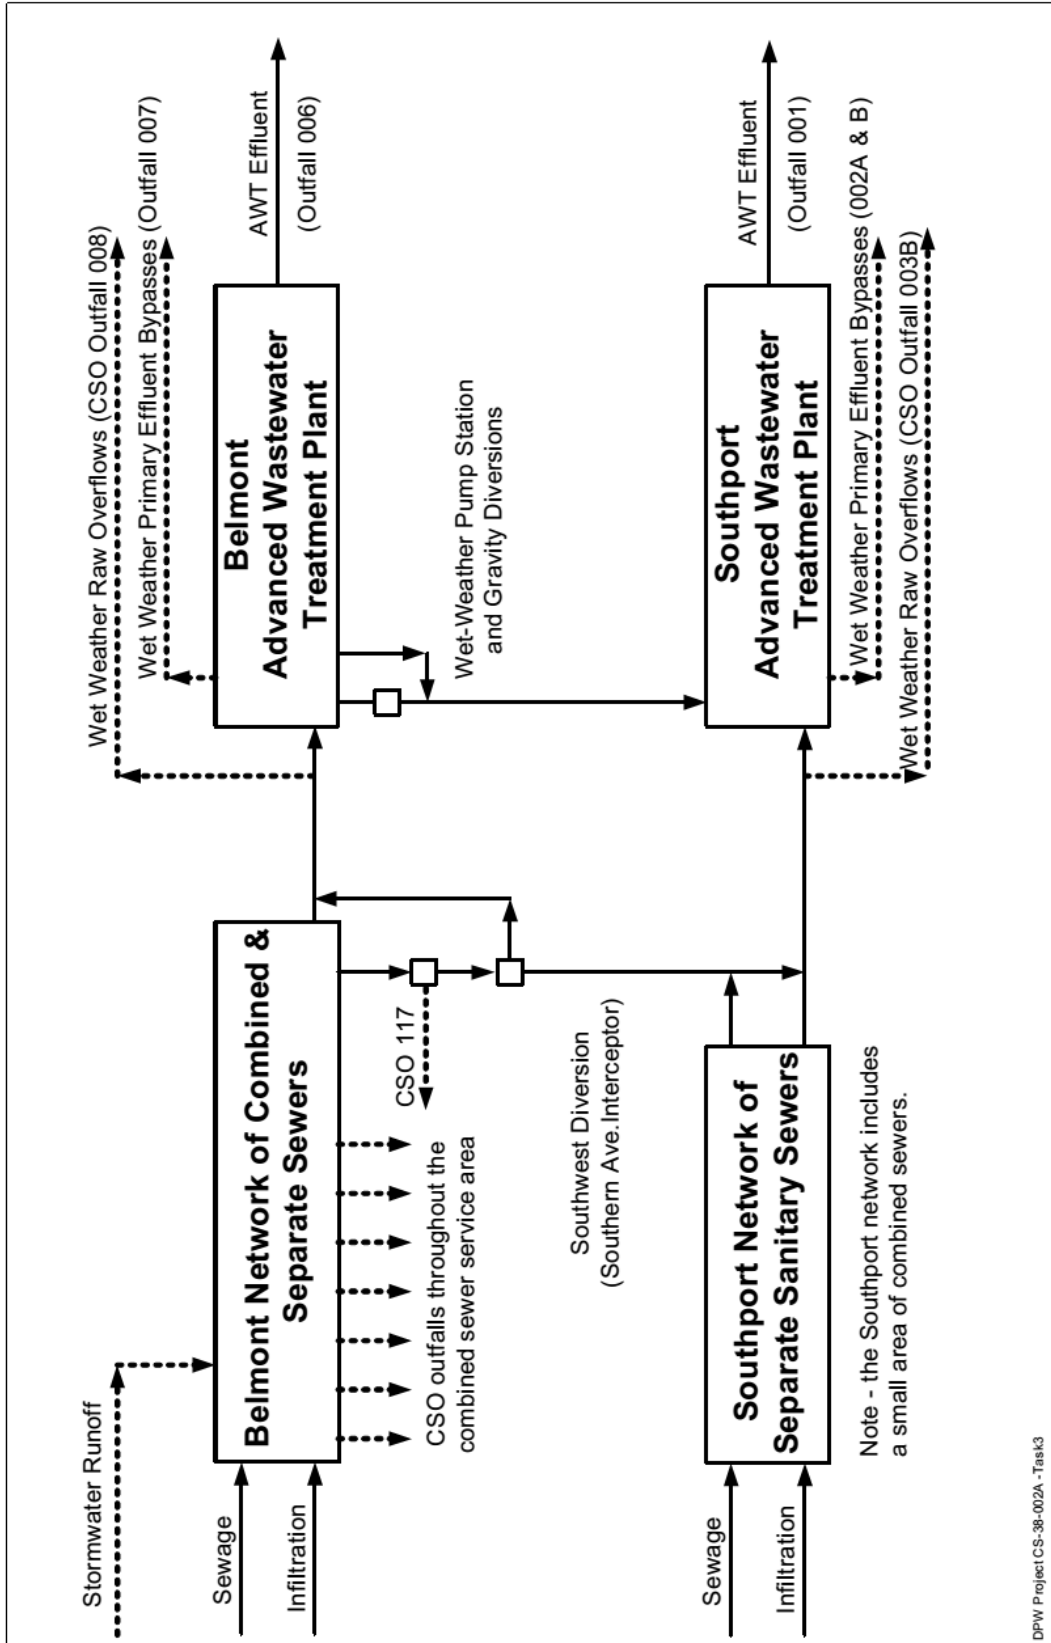 Stormwater Runoff
Sewage
Infiltration
Belmont Network of Combined &
Separate Sewers
CSO outfalls throughout the
combined sewer service area
CSO 117
Wet Weather Raw Overflows (CSO Outfall 008)
Wet Weather Primary Effluent Bypasses (Outfall 007)
Belmont
Advanced Wastewater
Treatment Plant
AWT Effluent
(Outfall 006)
Wet-Weather Pump Station
and Gravity Diversions
Southwest Diversion
(Southern Ave.Interceptor)
Sewage
Infiltration
Southport Network of
Separate Sanitary Sewers
Note - the Southport network includes
a small area of combined sewers.
Southport
Advanced Wastewater
Treatment Plant
AWT Effluent
(Outfall 001)
Wet Weather Primary Effluent Bypasses (002A & B)
Wet Weather Raw Overflows (CSO Outfall 003B)
DPW Project CS-38-002A -Task3